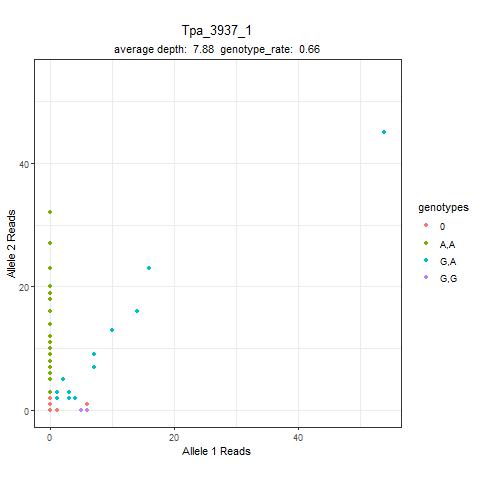 Tpa_3937_1
average depth: 7.88 genotype_rate: 0.66
Allele 2 Reads
40
20
0
0
20
40
Allele 1 Reads
genotypes
0
A,A
G,A
G,G